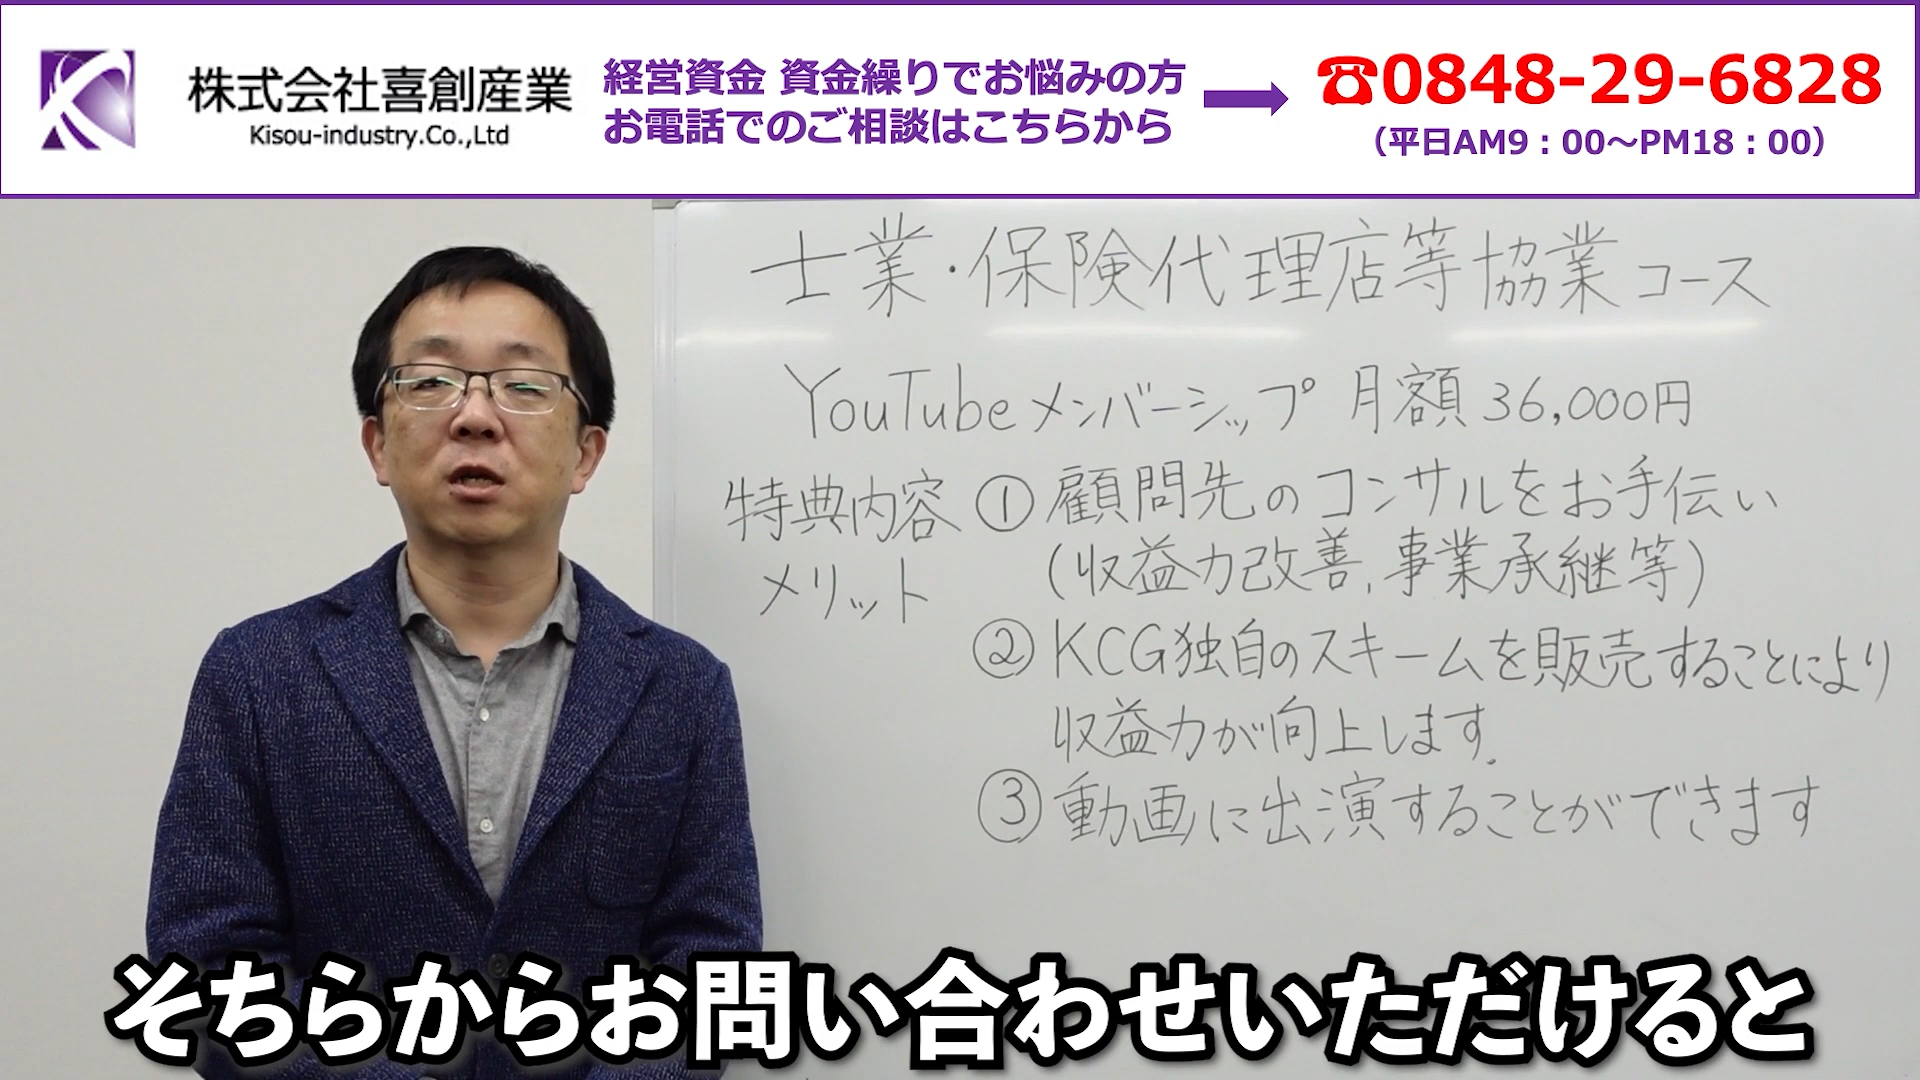 株式会社喜創産業
Kisou-industry.Co.,Ltd
経営資金 資金繰りでお悩みの方
お電話でのご相談はこちらから
☎0848-29-6828
（平日AM9：00～PM18：00）
士業・保険代理店等協業コース
YouTubeメンバーシップ 月額36,000円
特典内容 ①顧問先のコンサルをお手伝い
メリット (収益力改善,事業承継等)
②KCG独自のスキームを販売することにより
収益力が向上します.
③動画に出演することができます
そちらからお問い合わせいただけると